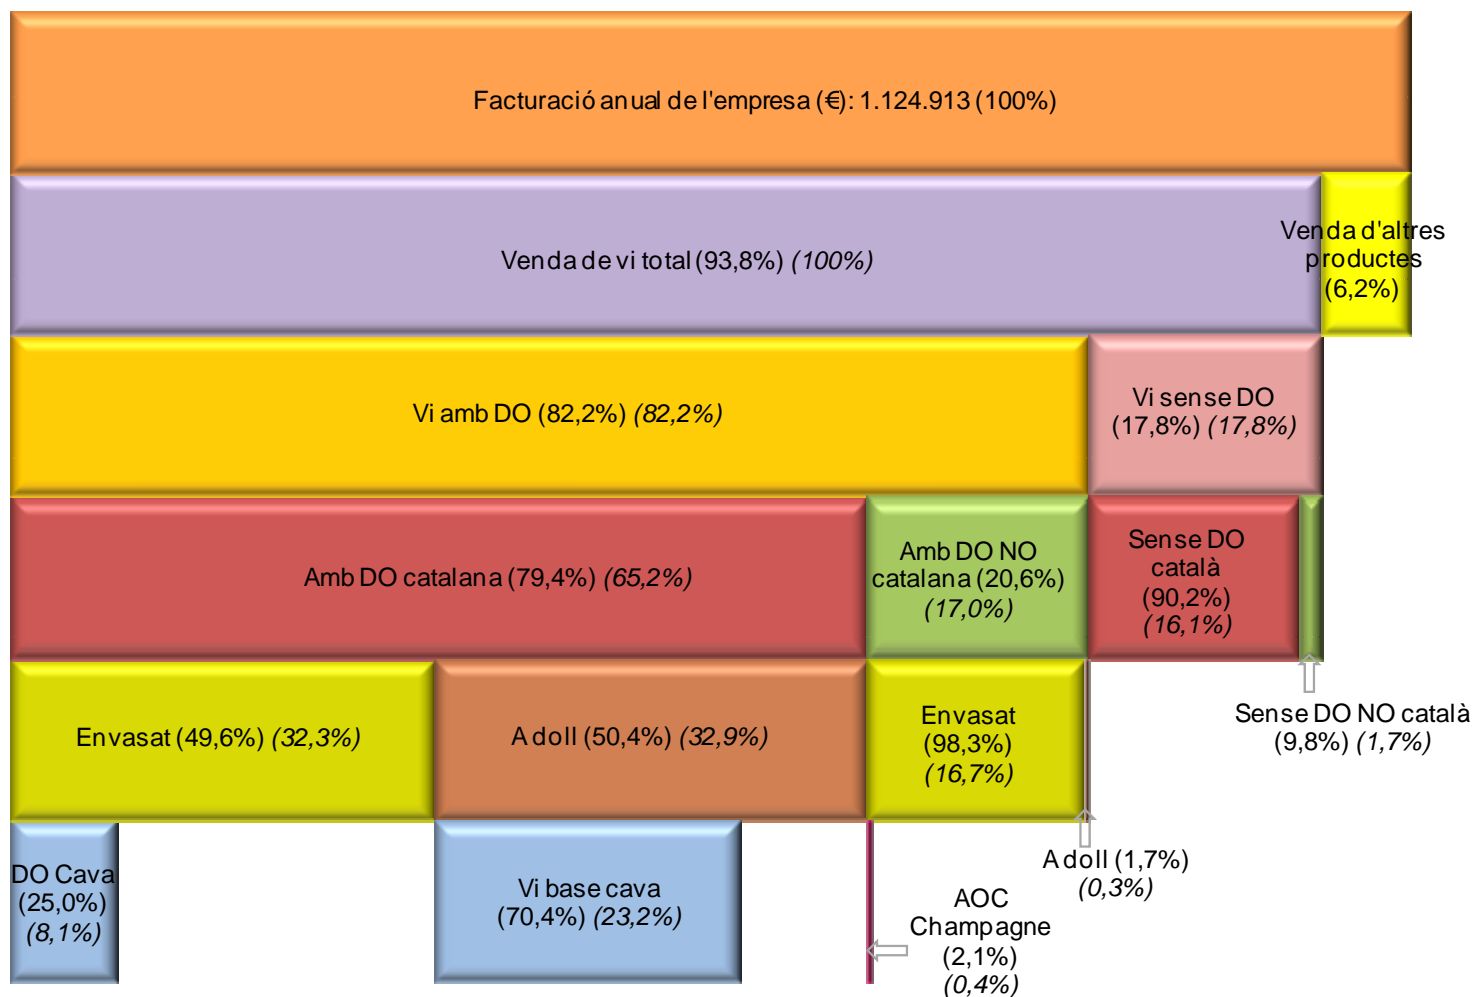 Facturació anual de l'empresa (€): 1.124.913 (100%)
Venda de vi total (93,8%) (100%)
Venda d'altres
productes
(6,2%)
Vi amb DO (82,2%) (82,2%)
Vi sense DO
(17,8%) (17,8%)
Amb DO catalana (79,4%) (65,2%)
Amb DO NO
catalana (20,6%)
(17,0%)
Sense DO
català
(90,2%)
(16,1%)
Sense DO NO català
(9,8%) (1,7%)
Envasat (49,6%) (32,3%)
A doll (50,4%) (32,9%)
Envasat
(98,3%)
(16,7%)
A doll (1,7%)
(0,3%)
DO Cava
(25,0%)
(8,1%)
Vi base cava
(70,4%) (23,2%)
AOC
Champagne
(2,1%)
(0,4%)